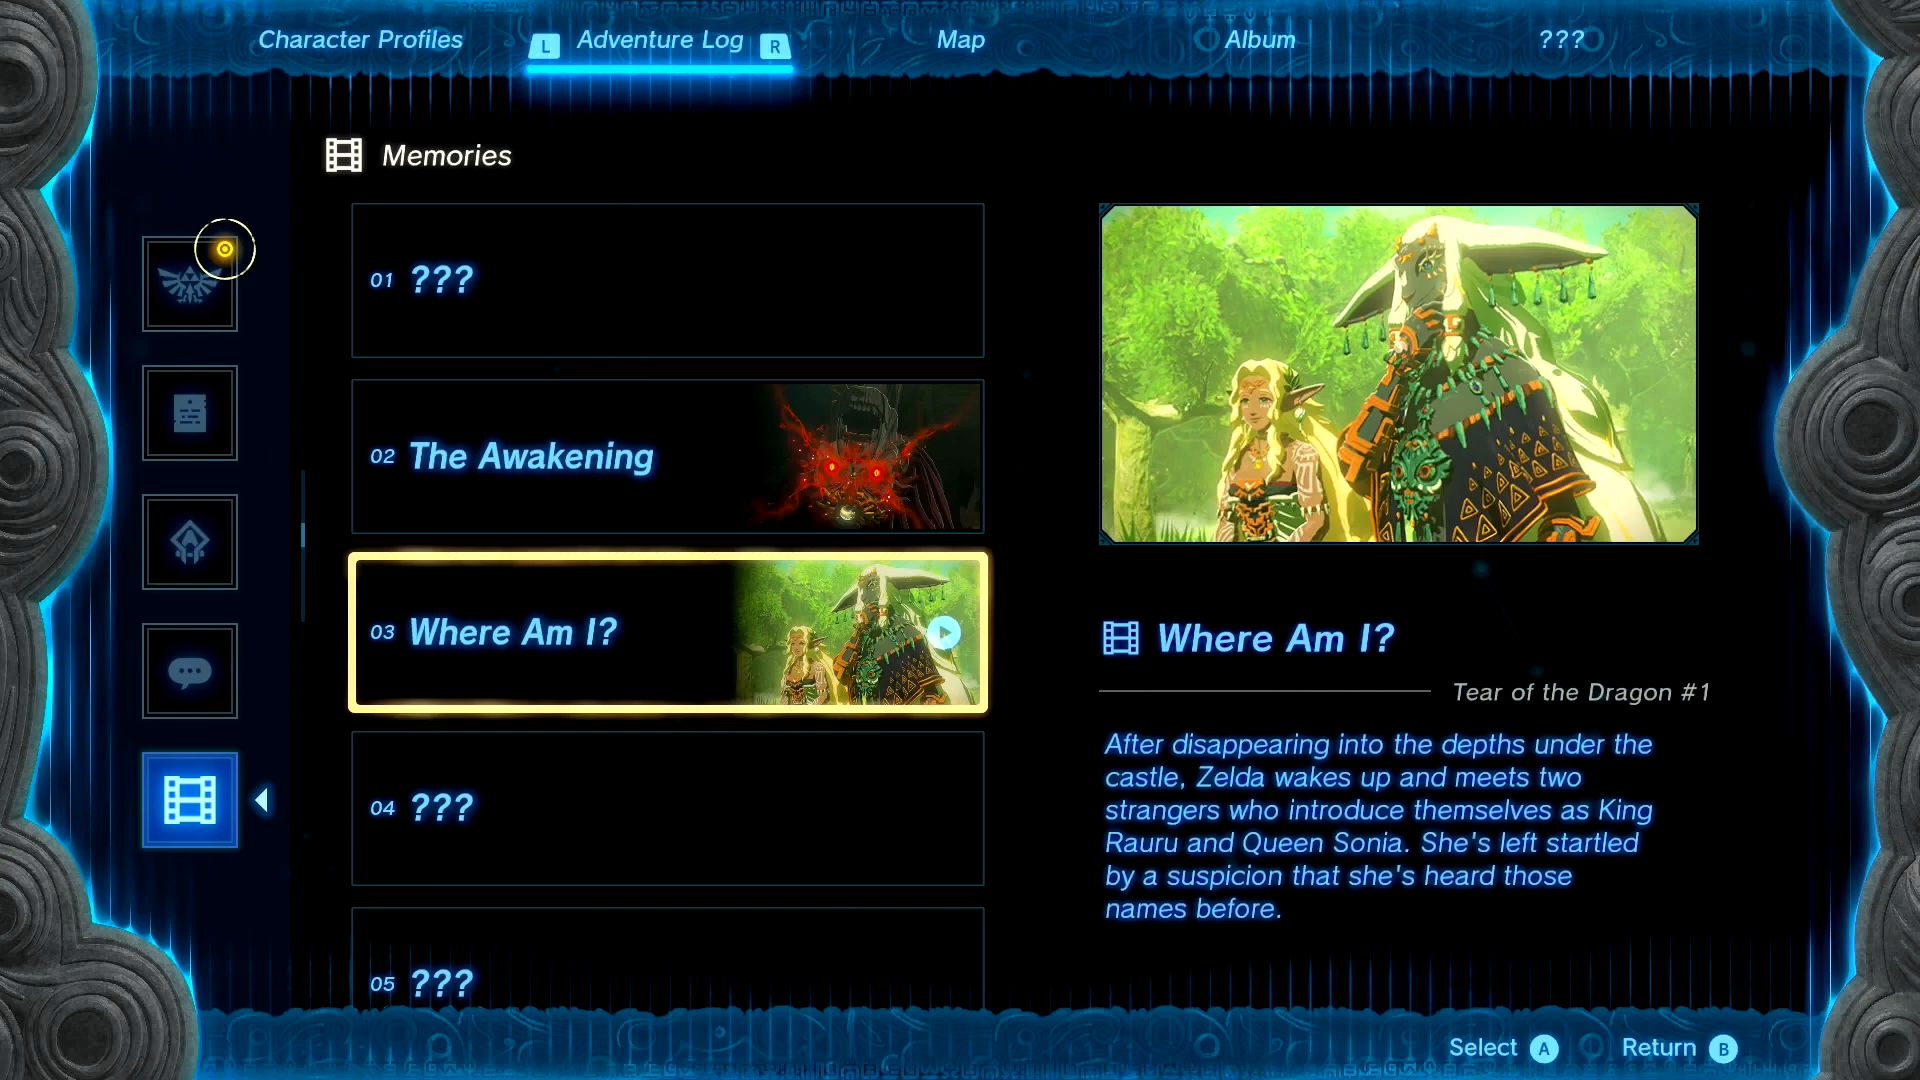 Character Profiles
L Adventure Log R
Map
Album
???
Memories
01 ???
02 The Awakening
03 Where Am I?
04 ???
05 ???
Where Am I?
Tear of the Dragon #1
After disappearing into the depths under the
castle, Zelda wakes up and meets two
strangers who introduce themselves as King
Rauru and Queen Sonia. She's left startled
by a suspicion that she's heard those
names before.
Select A
Return B